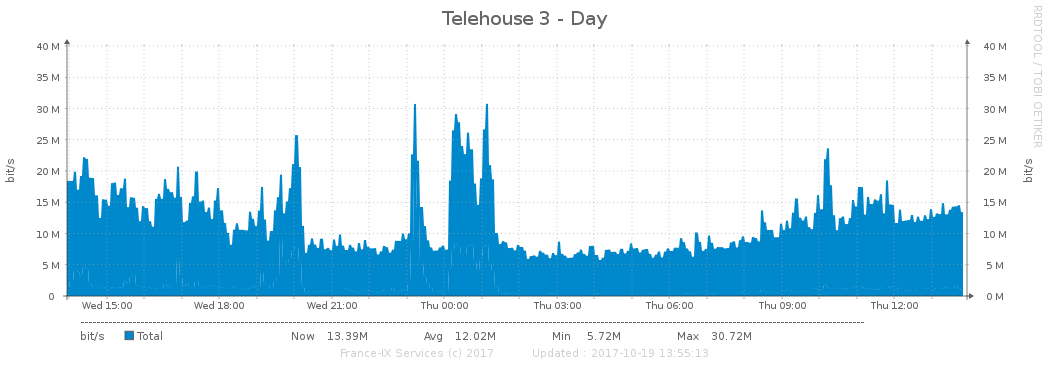 Telehouse 3 - Day
RRDTOOL / TOBI OETIKER
bit/s
40 M 40 M
35 M 35 M
30 M 30 M
25 M 25 M
20 M 20 M
15 M 15 M
10 M 10 M
5 M 5 M
0 0 M
bit/s
Wed 15:00 Wed 18:00 Wed 21:00 Thu 00:00 Thu 03:00 Thu 06:00 Thu 09:00 Thu 12:00
bit/s Total Now 13.39M Avg 12.02M Min 5.72M Max 30.72M
France-IX Services (c) 2017 Updated : 2017-10-19 13:55:13